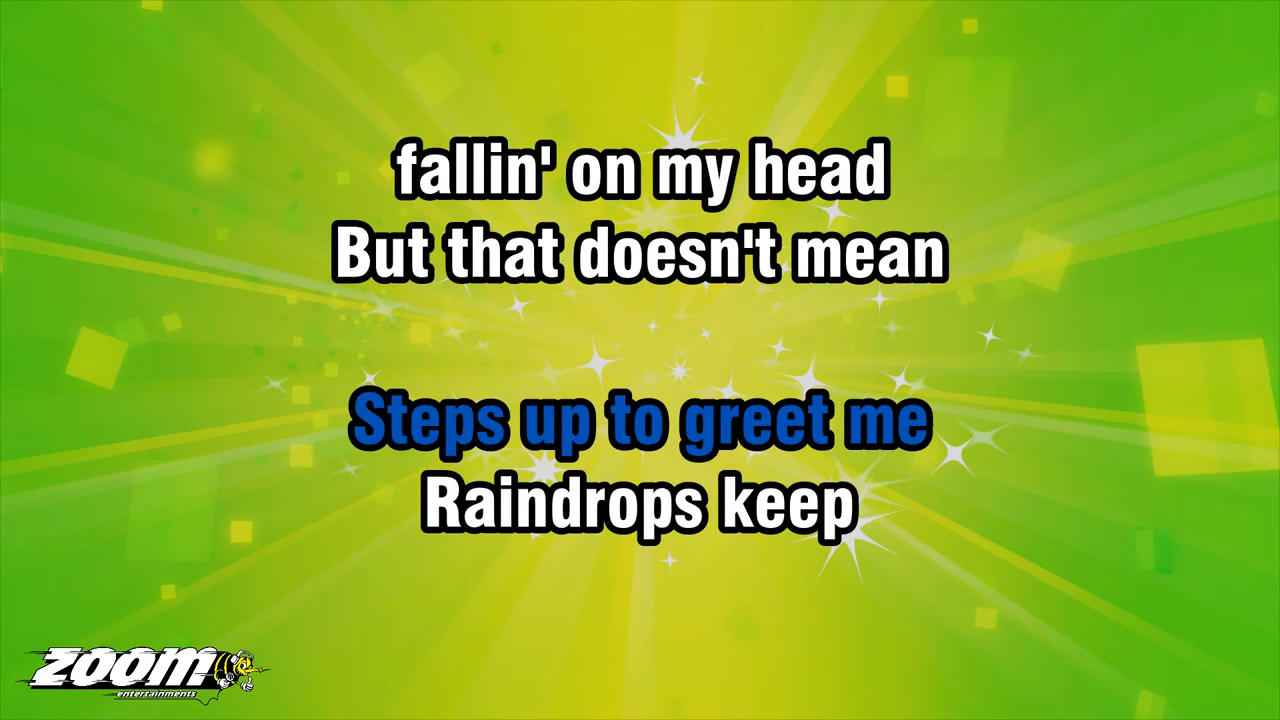 fallin' on my head
But that doesn't mean
Steps up to greet me
Raindrops keep
zoom
entertainments